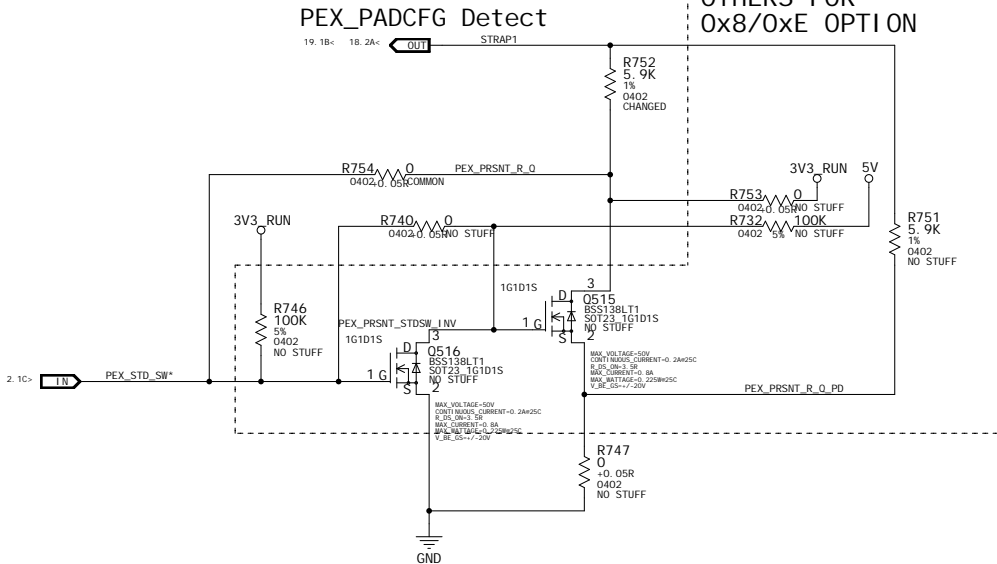 OTHERS FOR
PEX_PADCFG Detect
0x8/0xE OPTION
19.1B< 18.2A< OUT STRAP1
R752
5.9K
1%
0402
CHANGED
R754 0 PEX_PRSNT_R_Q
0402 +0.05R COMMON
3V3_RUN 5V
R753 0
0402 +0.05R NO STUFF
R740 0
0402 +0.05R NO STUFF
R732 100K
0402 5% NO STUFF
R751
5.9K
1%
0402
NO STUFF
3V3_RUN
R746
100K
5%
0402
NO STUFF
1G1D1S
3
D Q515
BSS138LT1
SOT23_1G1D1S
NO STUFF
1 G
S 2
PEX_PRSNT_STDSW_INV
1G1D1S
3
D Q516
BSS138LT1
SOT23_1G1D1S
NO STUFF
1 G
S 2
MAX_VOLTAGE=50V
CONTINUOUS_CURRENT=0.2A@25C
R_DS_ON=3.5R
MAX_CURRENT=0.8A
MAX_WATTAGE=0.225W@25C
V_BE_GS=+/-20V
2.1C> IN PEX_STD_SW*
PEX_PRSNT_R_Q_PD
MAX_VOLTAGE=50V
CONTINUOUS_CURRENT=0.2A@25C
R_DS_ON=3.5R
MAX_CURRENT=0.8A
MAX_WATTAGE=0.225W@25C
V_BE_GS=+/-20V
R747
0
+0.05R
0402
NO STUFF
GND